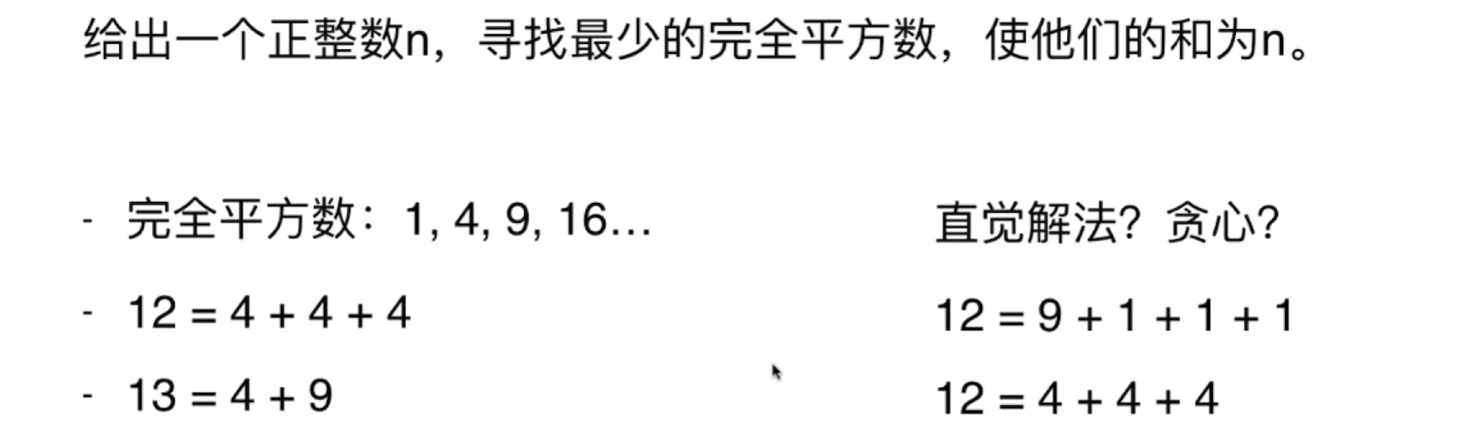 给出一个正整数n，寻找最少的完全平方数，使他们的和为n。
- 完全平方数：1, 4, 9, 16…
- 12 = 4 + 4 + 4
- 13 = 4 + 9
直觉解法？贪心？
12 = 9 + 1 + 1 + 1
12 = 4 + 4 + 4